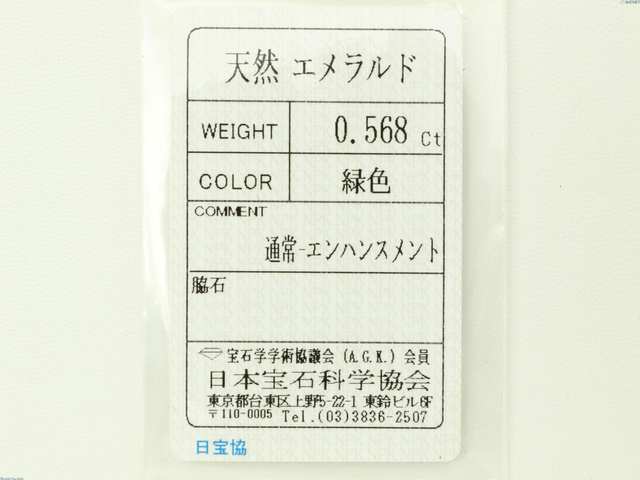 天然 エメラルド
WEIGHT 0.568 Ct
COLOR 緑色
COMMENT
通常-エンハンスメント
脇石
宝石学学術協議会 (A.G.K.) 会員
日本宝石科学協会
東京都台東区上野5-22-1 東鈴ビル6F
〒110-0005 Tel.(03)3836-2507
日宝協